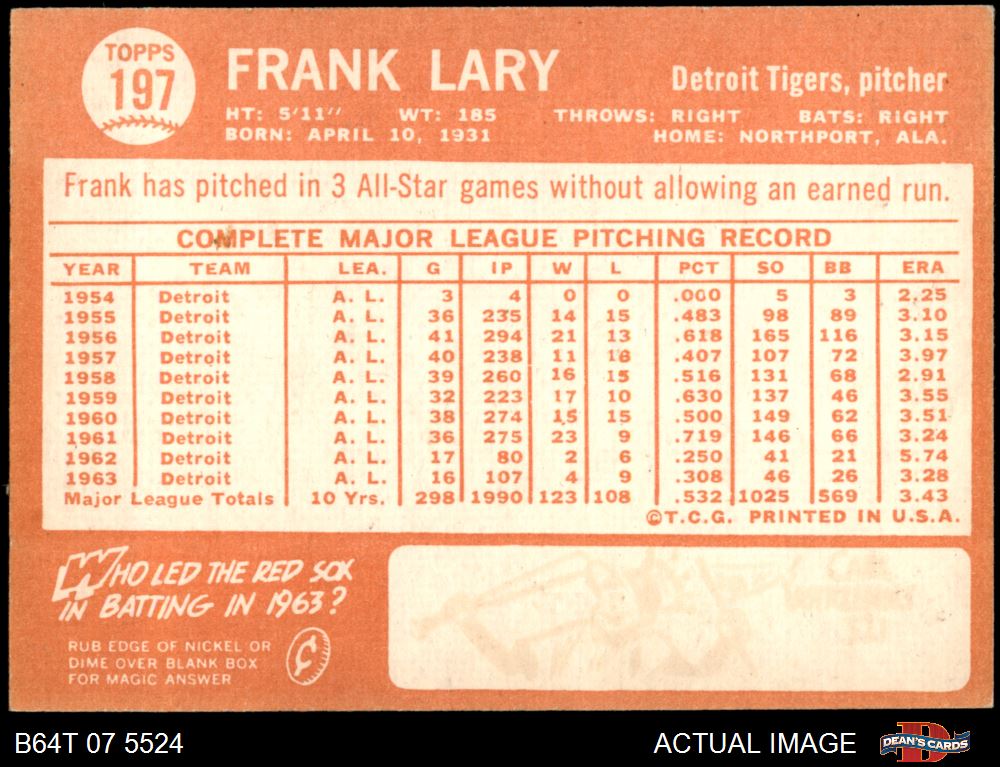 TOPPS
197
FRANK LARY
Detroit Tigers, pitcher
HT: 5'11" WT: 185 THROWS: RIGHT BATS: RIGHT
BORN: APRIL 10, 1931 HOME: NORTHPORT, ALA.
Frank has pitched in 3 All-Star games without allowing an earned run.
COMPLETE MAJOR LEAGUE PITCHING RECORD
YEAR TEAM LEA. G IP W L PCT SO BB ERA
1954 Detroit A. L. 3 4 0 0 .000 5 3 2.25
1955 Detroit A. L. 36 235 14 15 .483 98 89 3.10
1956 Detroit A. L. 41 294 21 13 .618 165 116 3.15
1957 Detroit A. L. 40 238 11 16 .407 107 72 3.97
1958 Detroit A. L. 39 260 16 15 .516 131 68 2.91
1959 Detroit A. L. 32 223 17 10 .630 137 46 3.55
1960 Detroit A. L. 38 274 15 15 .500 149 62 3.51
1961 Detroit A. L. 36 275 23 9 .719 146 66 3.24
1962 Detroit A. L. 17 80 2 6 .250 41 21 5.74
1963 Detroit A. L. 16 107 4 9 .308 46 26 3.28
Major League Totals 10 Yrs. 298 1990 123 108 .532 1025 569 3.43
©T.C.G. PRINTED IN U.S.A.
WHO LED THE RED SOX
IN BATTING IN 1963?
RUB EDGE OF NICKEL OR
DIME OVER BLANK BOX
FOR MAGIC ANSWER
B64T 07 5524 ACTUAL IMAGE DEAN'S CARDS